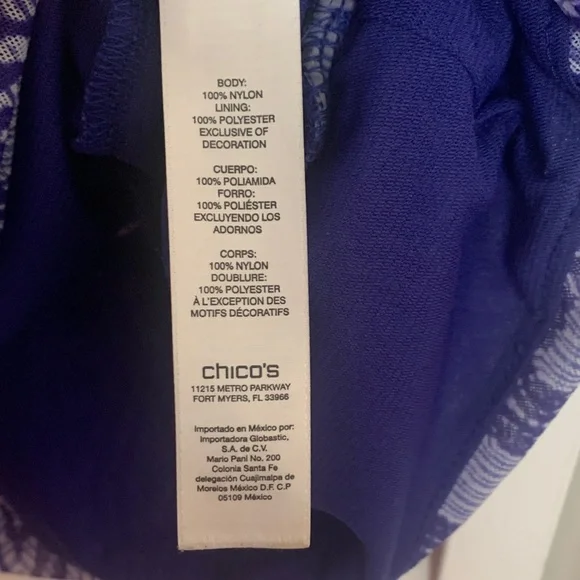 BODY:
100% NYLON
LINING:
100% POLYESTER
EXCLUSIVE OF
DECORATION
CUERPO:
100% POLIAMIDA
FORRO:
100% POLIÉSTER
EXCLUYENDO LOS
ADORNOS
CORPS:
100% NYLON
DOUBLURE:
100% POLYESTER
À L'EXCEPTION DES
MOTIFS DÉCORATIFS
chico's
11215 METRO PARKWAY
FORT MYERS, FL 33966
Importado en México por:
Importadora Globastic,
S.A. de C.V.
Mario Pani No. 200
Colonia Santa Fe
delegación Cuajimalpa de
Morelos México D.F. C.P
05109 México